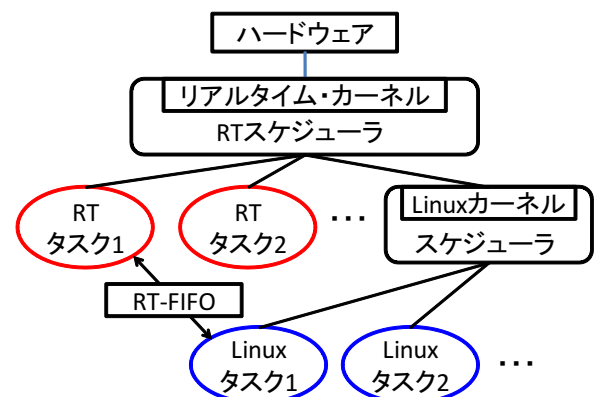 ハードウェア
リアルタイム・カーネル
RTスケジューラ
RT
タスク1
RT
タスク2
･･･
Linuxカーネル
スケジューラ
RT-FIFO
Linux
タスク1
Linux
タスク2
･･･